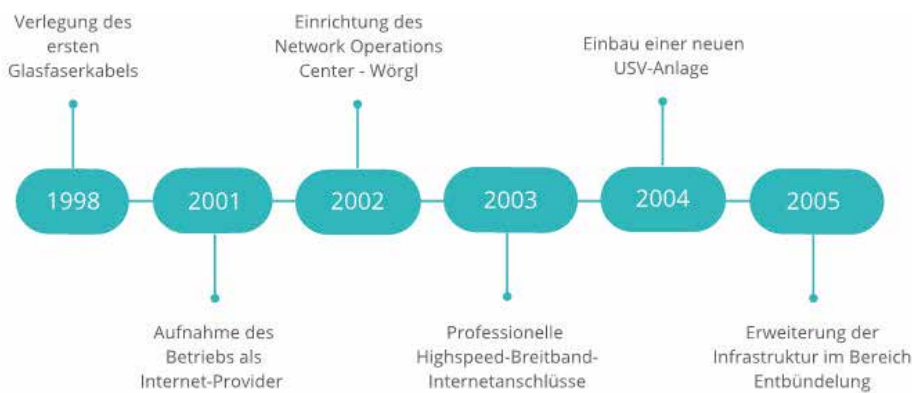 Verlegung des
ersten
Glasfaserkabels
1998
2001
Aufnahme des
Betriebs als
Internet-Provider
Einrichtung des
Network Operations
Center - Wörgl
2002
2003
Professionelle
Highspeed-Breitband-
Internetanschlüsse
Einbau einer neuen
USV-Anlage
2004
2005
Erweiterung der
Infrastruktur im Bereich
Entbündelung